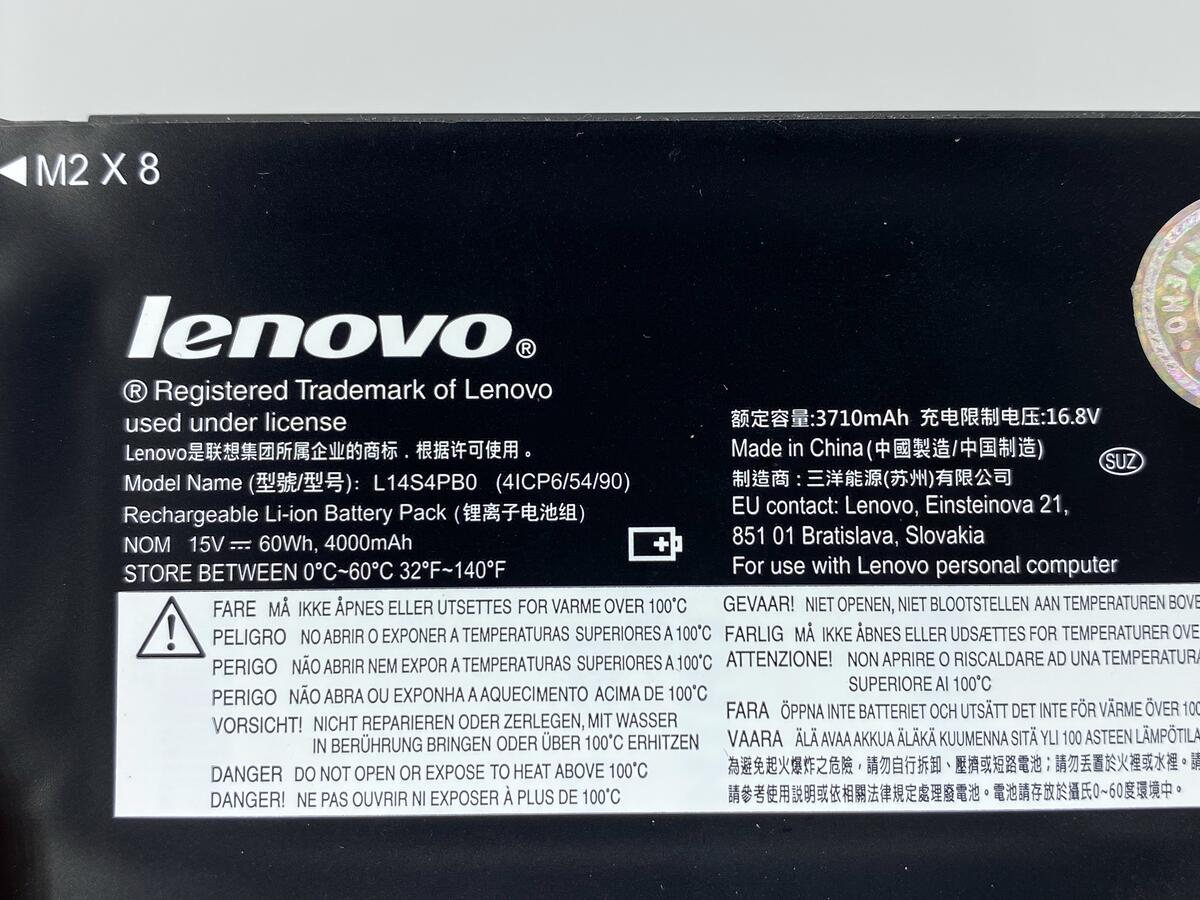 ◀ M2 X 8
lenovo®
® Registered Trademark of Lenovo
used under license
Lenovo是联想集团所属企业的商标．根据许可使用。
Model Name (型號/型号)： L14S4PB0 (4ICP6/54/90)
Rechargeable Li-ion Battery Pack (锂离子电池组)
NOM 15V⎓ 60Wh, 4000mAh
STORE BETWEEN 0°C~60°C 32°F~140°F
额定容量:3710mAh 充电限制电压:16.8V
Made in China(中國製造/中国制造)
制造商：三洋能源(苏州)有限公司
EU contact: Lenovo, Einsteinova 21,
851 01 Bratislava, Slovakia
For use with Lenovo personal computer
SUZ
FARE MÅ IKKE ÅPNES ELLER UTSETTES FOR VARME OVER 100°C
PELIGRO NO ABRIR O EXPONER A TEMPERATURAS SUPERIORES A 100°C
PERIGO NÃO ABRIR NEM EXPOR A TEMPERATURAS SUPERIORES A 100°C
PERIGO NÃO ABRA OU EXPONHA A AQUECIMENTO ACIMA DE 100°C
VORSICHT! NICHT REPARIEREN ODER ZERLEGEN, MIT WASSER
IN BERÜHRUNG BRINGEN ODER ÜBER 100°C ERHITZEN
DANGER DO NOT OPEN OR EXPOSE TO HEAT ABOVE 100°C
DANGER! NE PAS OUVRIR NI EXPOSER À PLUS DE 100°C
GEVAAR! NIET OPENEN, NIET BLOOTSTELLEN AAN TEMPERATUREN BOVE
FARLIG MÅ IKKE ÅBNES ELLER UDSÆTTES FOR TEMPERATURER OVE
ATTENZIONE! NON APRIRE O RISCALDARE AD UNA TEMPERATURA
SUPERIORE AI 100°C
FARA ÖPPNA INTE BATTERIET OCH UTSÄTT DET INTE FÖR VÄRME ÖVER 100
VAARA ÄLÄ AVAA AKKUA ÄLÄKÄ KUUMENNA SITÄ YLI 100 ASTEEN LÄMPÖTILA
為避免起火爆炸之危險，請勿自行拆卸、壓擠或短路電池；請勿丟置於火裡或水裡。請
請參考使用說明或依相關法律規定處理廢電池。電池請存放於攝氏0~60度環境中。